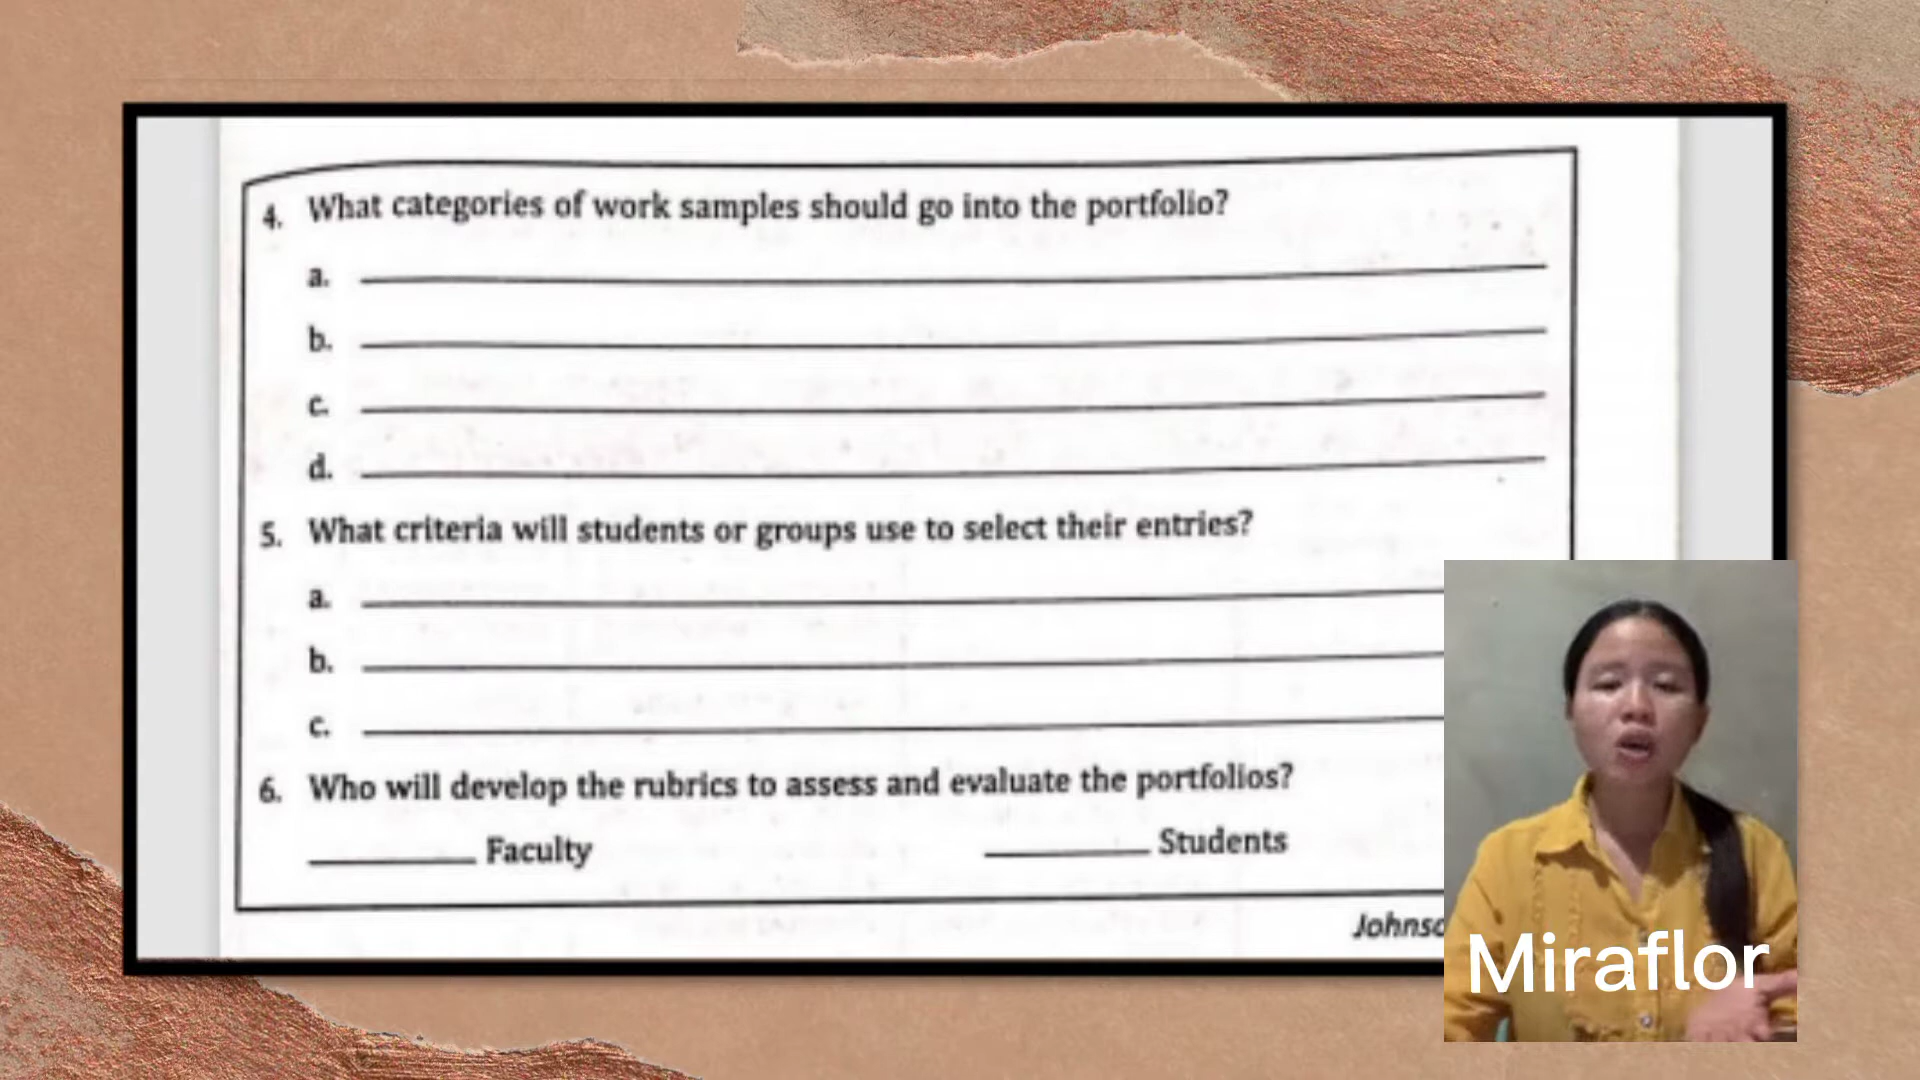 4. What categories of work samples should go into the portfolio?
a.
b.
c.
d.
5. What criteria will students or groups use to select their entries?
a.
b.
c.
6. Who will develop the rubrics to assess and evaluate the portfolios?
Faculty Students
Johnso
Miraflor